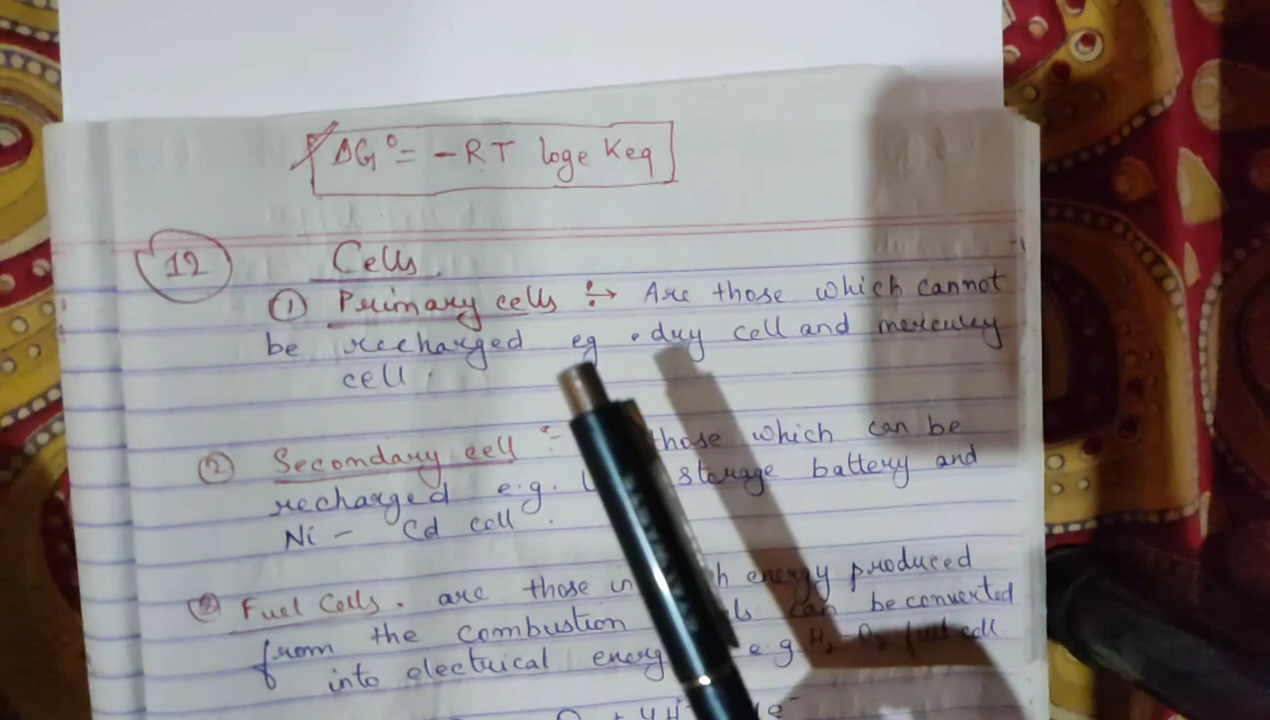 ΔG° = -RT loge Keq
12 Cells
① Primary cells :→ Are those which cannot
be recharged eg • dry cell and mercury
cell.
② Secondary cell :- those which can be
recharged e.g. storage battery and
Ni - Cd cell.
③ Fuel Cells. are those energy produced
from the combustion can be converted
into electrical e.g H₂-O₂ fuel cell
+ 4H